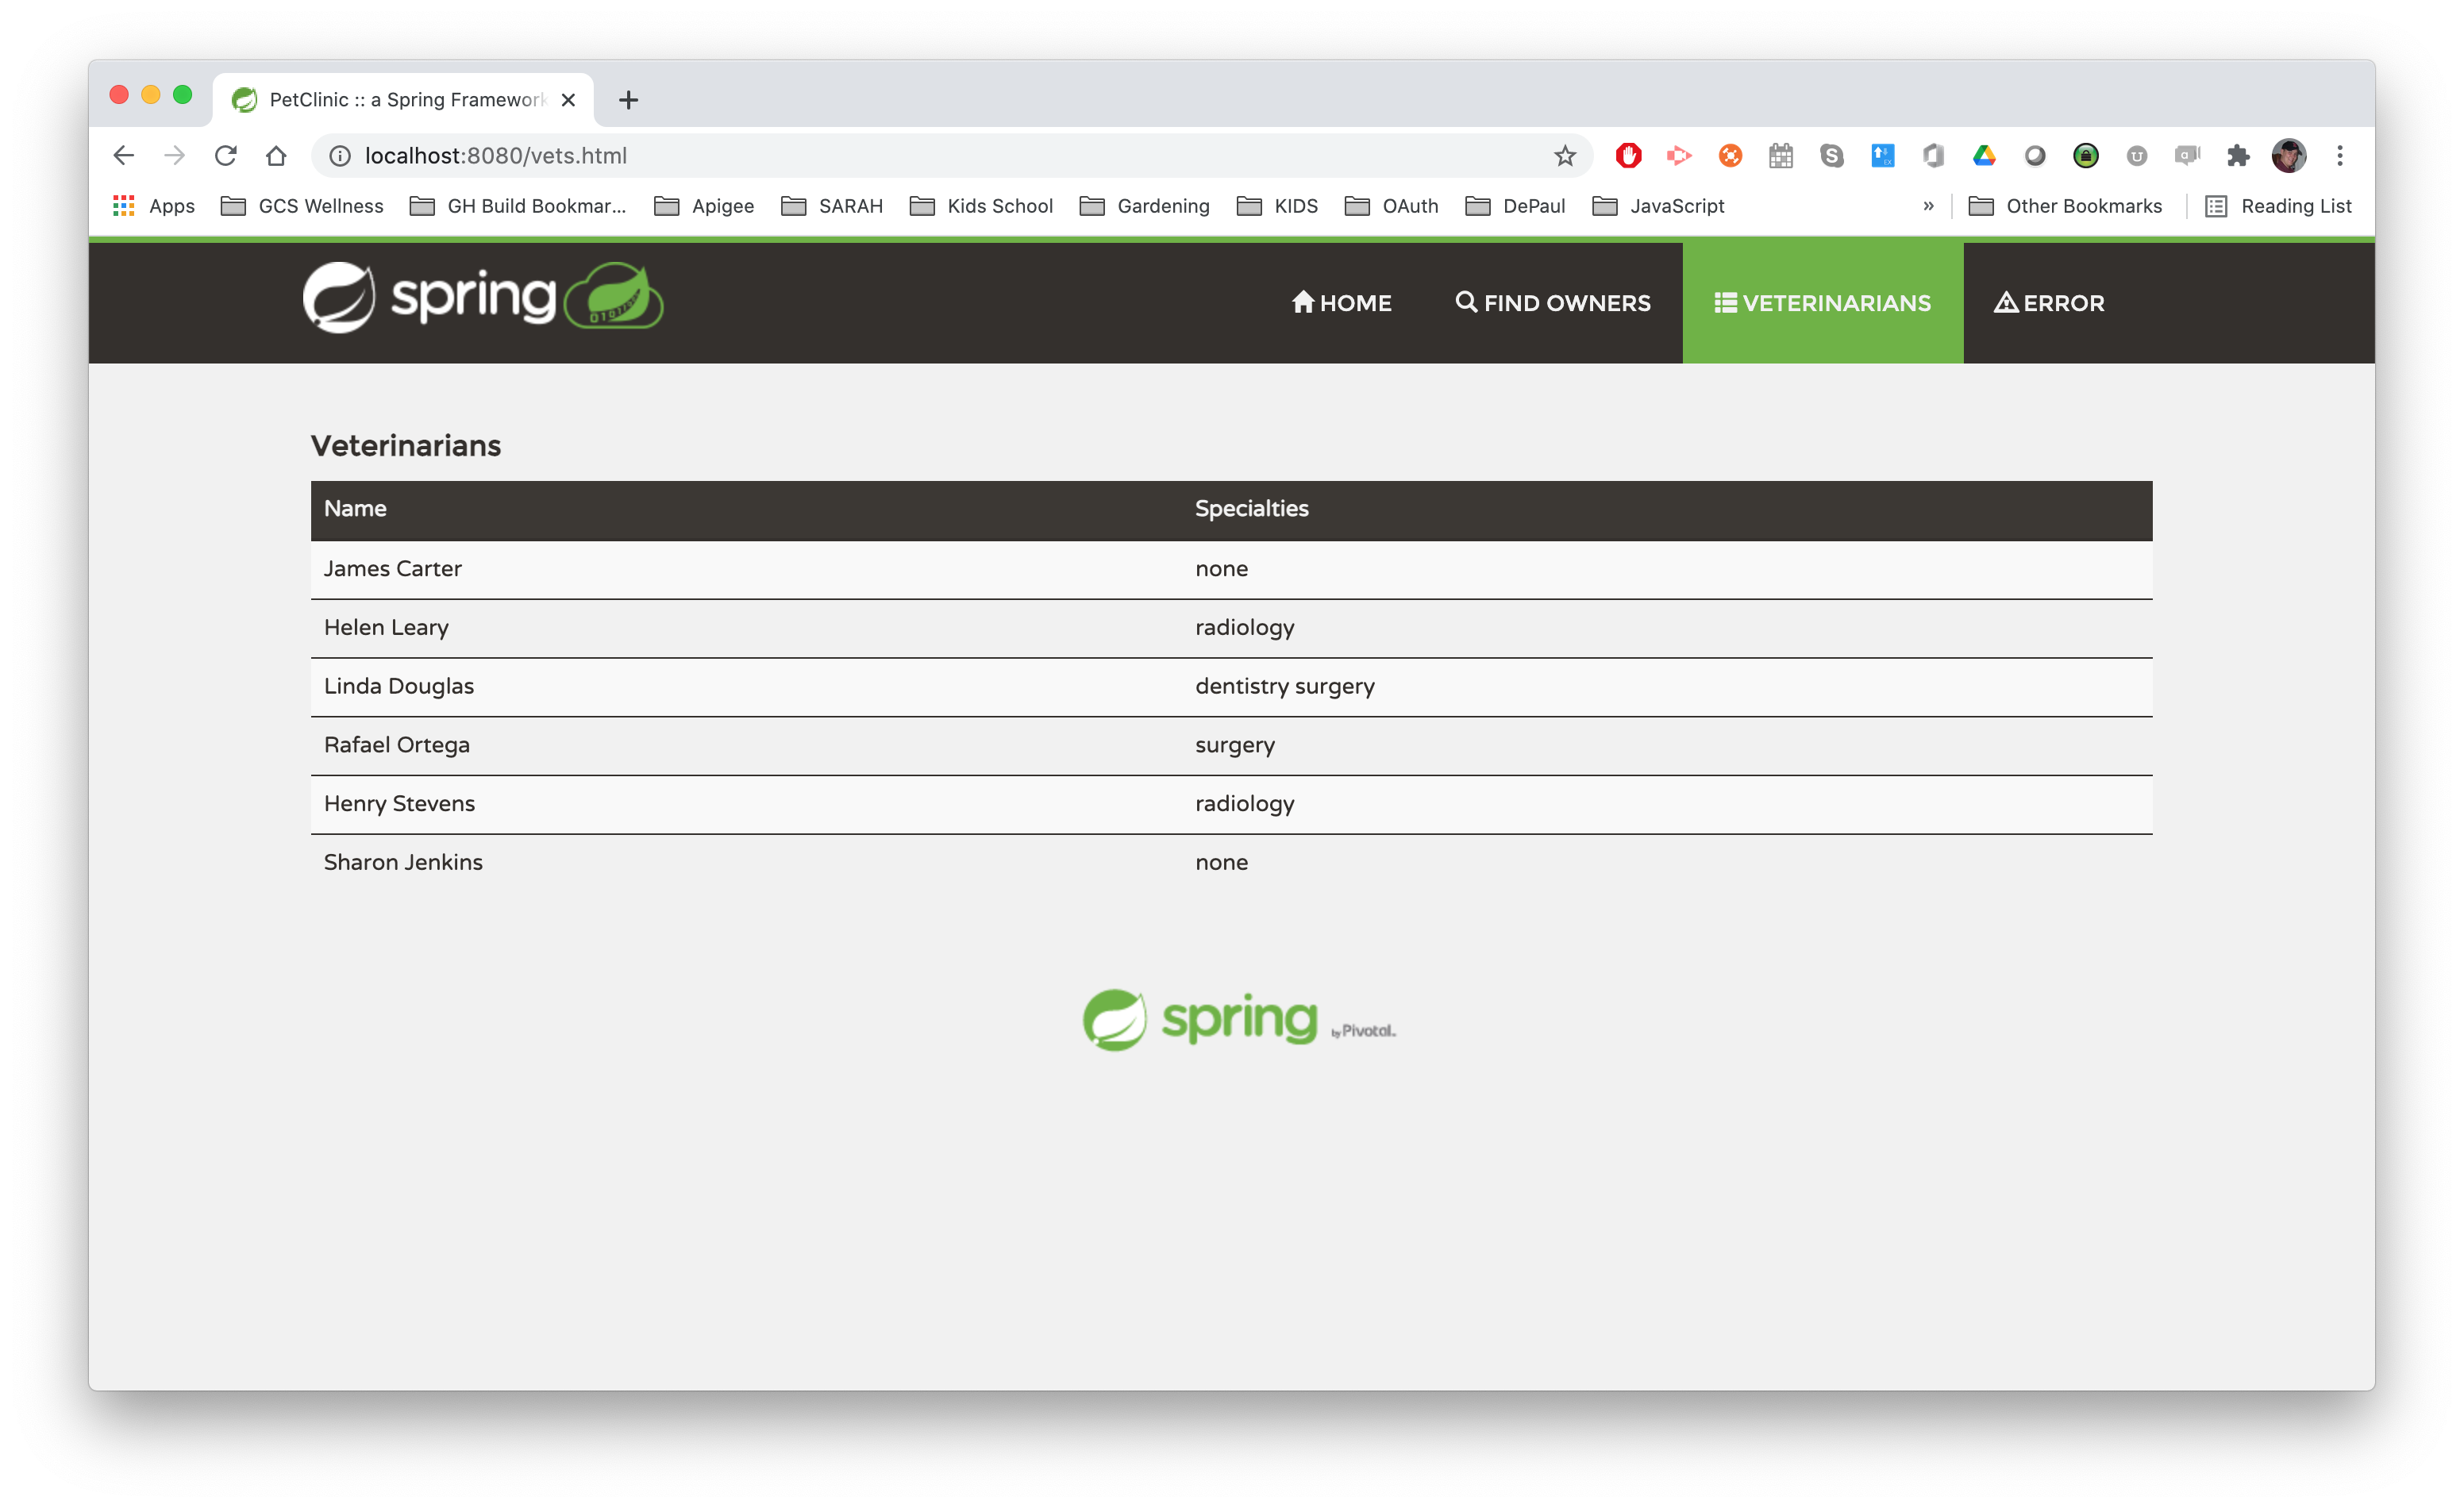 PetClinic :: a Spring Framework
localhost:8080/vets.html
Apps GCS Wellness GH Build Bookmar... Apigee SARAH Kids School Gardening KIDS OAuth DePaul JavaScript » Other Bookmarks Reading List
spring HOME FIND OWNERS VETERINARIANS ERROR
Veterinarians
Name Specialties
James Carter none
Helen Leary radiology
Linda Douglas dentistry surgery
Rafael Ortega surgery
Henry Stevens radiology
Sharon Jenkins none
spring by Pivotal